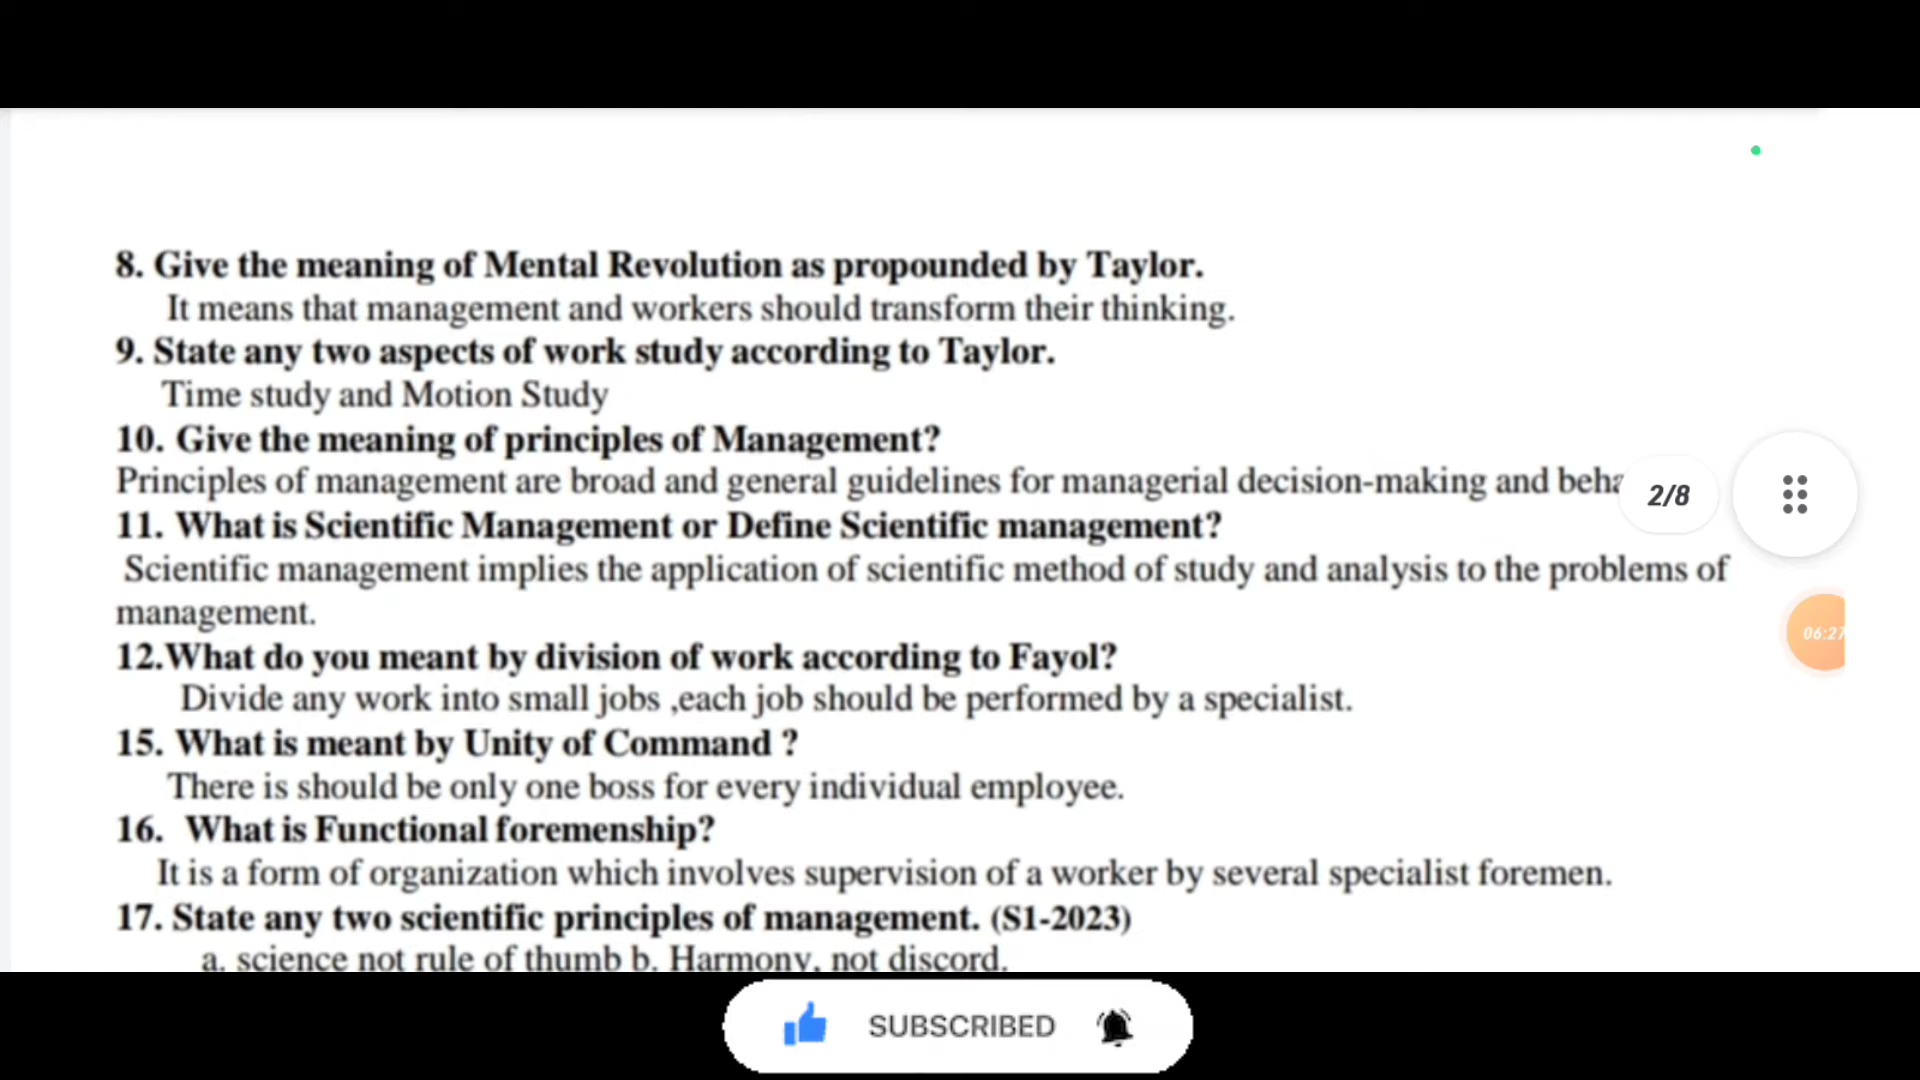 8. Give the meaning of Mental Revolution as propounded by Taylor.
It means that management and workers should transform their thinking.
9. State any two aspects of work study according to Taylor.
Time study and Motion Study
10. Give the meaning of principles of Management?
Principles of management are broad and general guidelines for managerial decision-making and beha
2/8
11. What is Scientific Management or Define Scientific management?
Scientific management implies the application of scientific method of study and analysis to the problems of
management.
06:27
12.What do you meant by division of work according to Fayol?
Divide any work into small jobs ,each job should be performed by a specialist.
15. What is meant by Unity of Command ?
There is should be only one boss for every individual employee.
16. What is Functional foremenship?
It is a form of organization which involves supervision of a worker by several specialist foremen.
17. State any two scientific principles of management. (S1-2023)
a. science not rule of thumb b. Harmony, not discord.
SUBSCRIBED